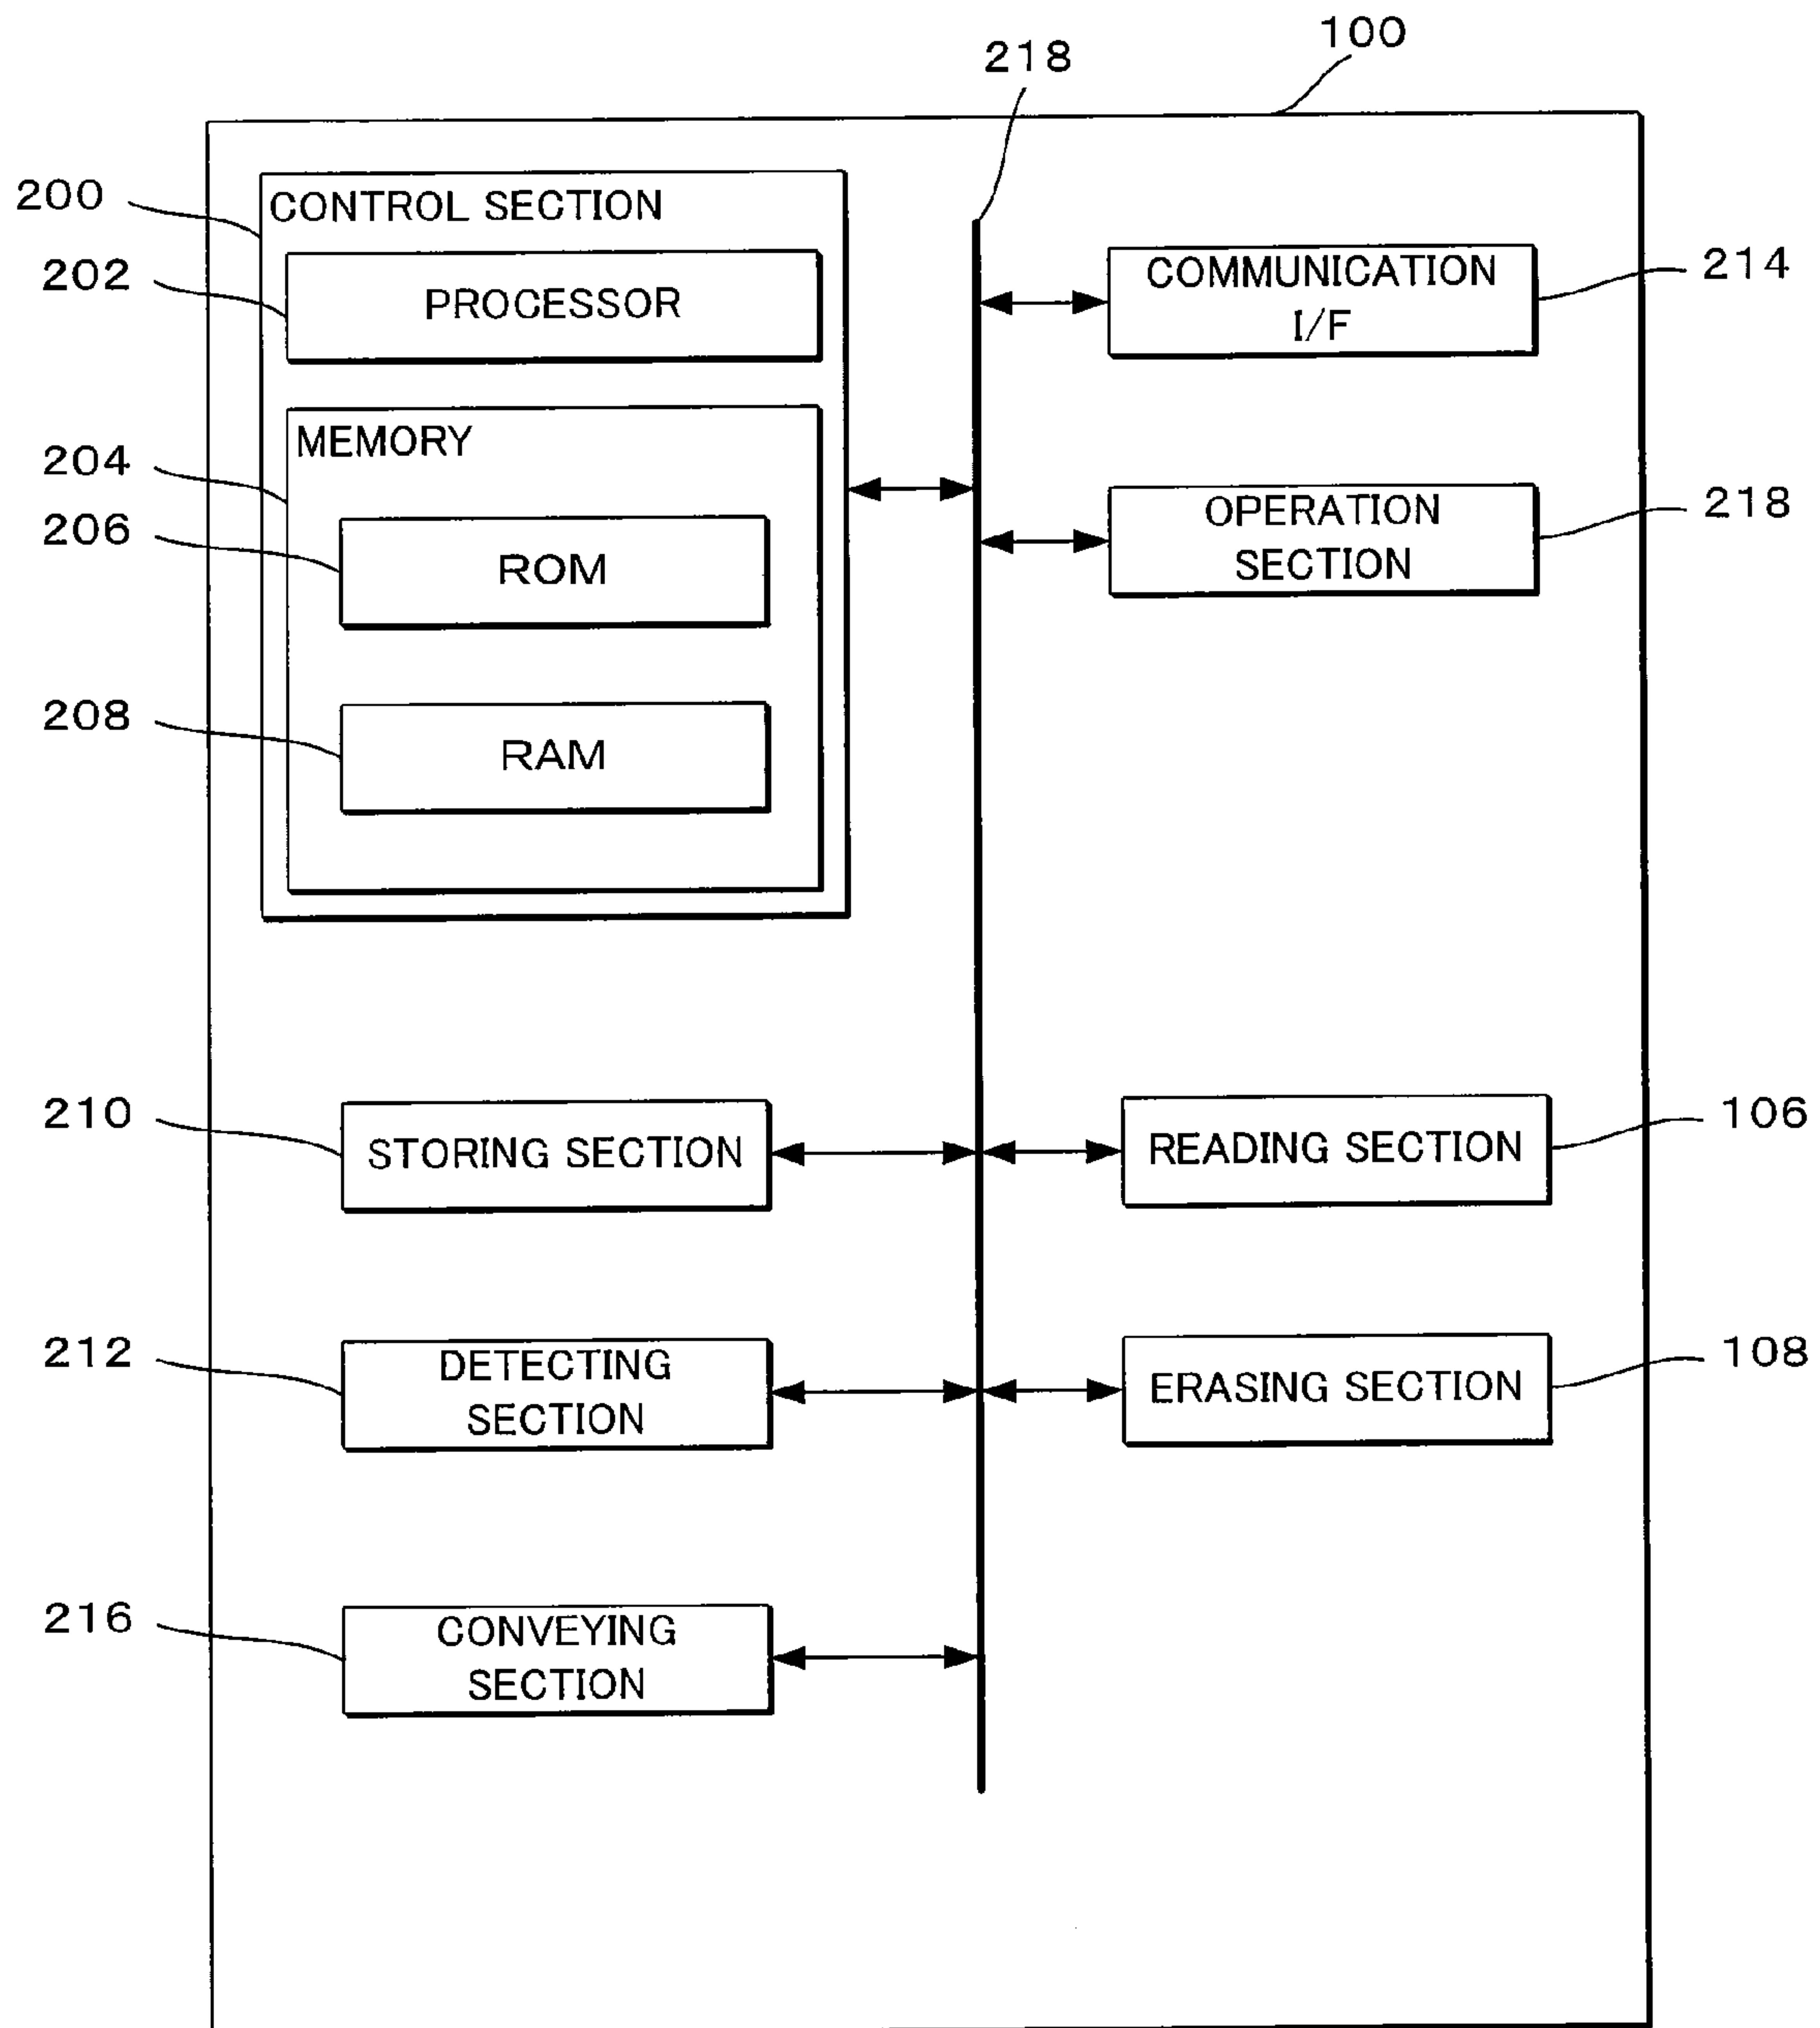 100
218
200
CONTROL SECTION
202
PROCESSOR
COMMUNICATION
I/F
214
204
MEMORY
206
ROM
OPERATION
SECTION
218
208
RAM
210
STORING SECTION
READING SECTION
106
212
DETECTING
SECTION
ERASING SECTION
108
216
CONVEYING
SECTION